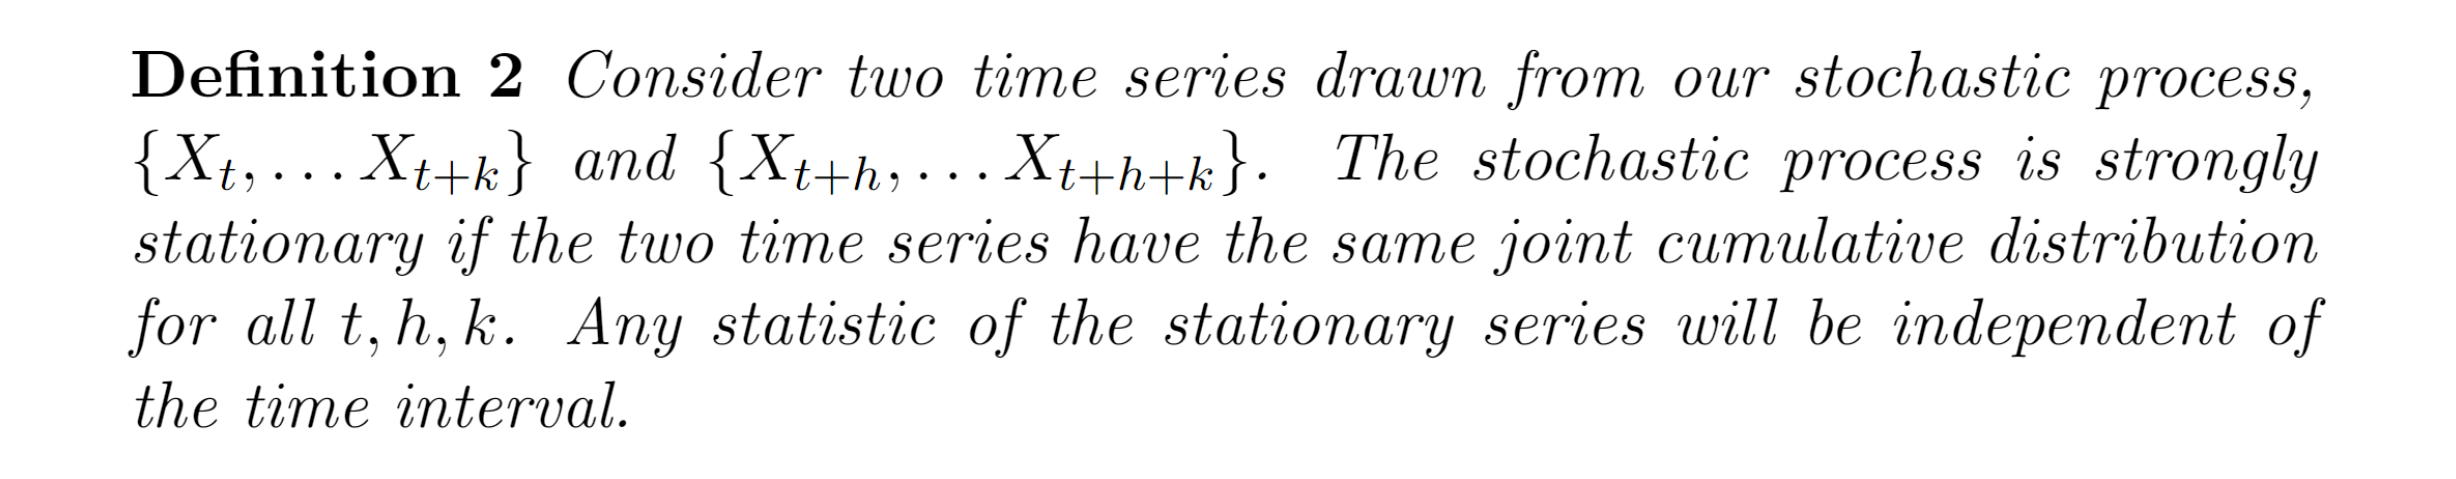 Definition 2 Consider two time series drawn from our stochastic process,
{X_t, ... X_{t+k}} and {X_{t+h}, ... X_{t+h+k}}. The stochastic process is strongly
stationary if the two time series have the same joint cumulative distribution
for all t, h, k. Any statistic of the stationary series will be independent of
the time interval.